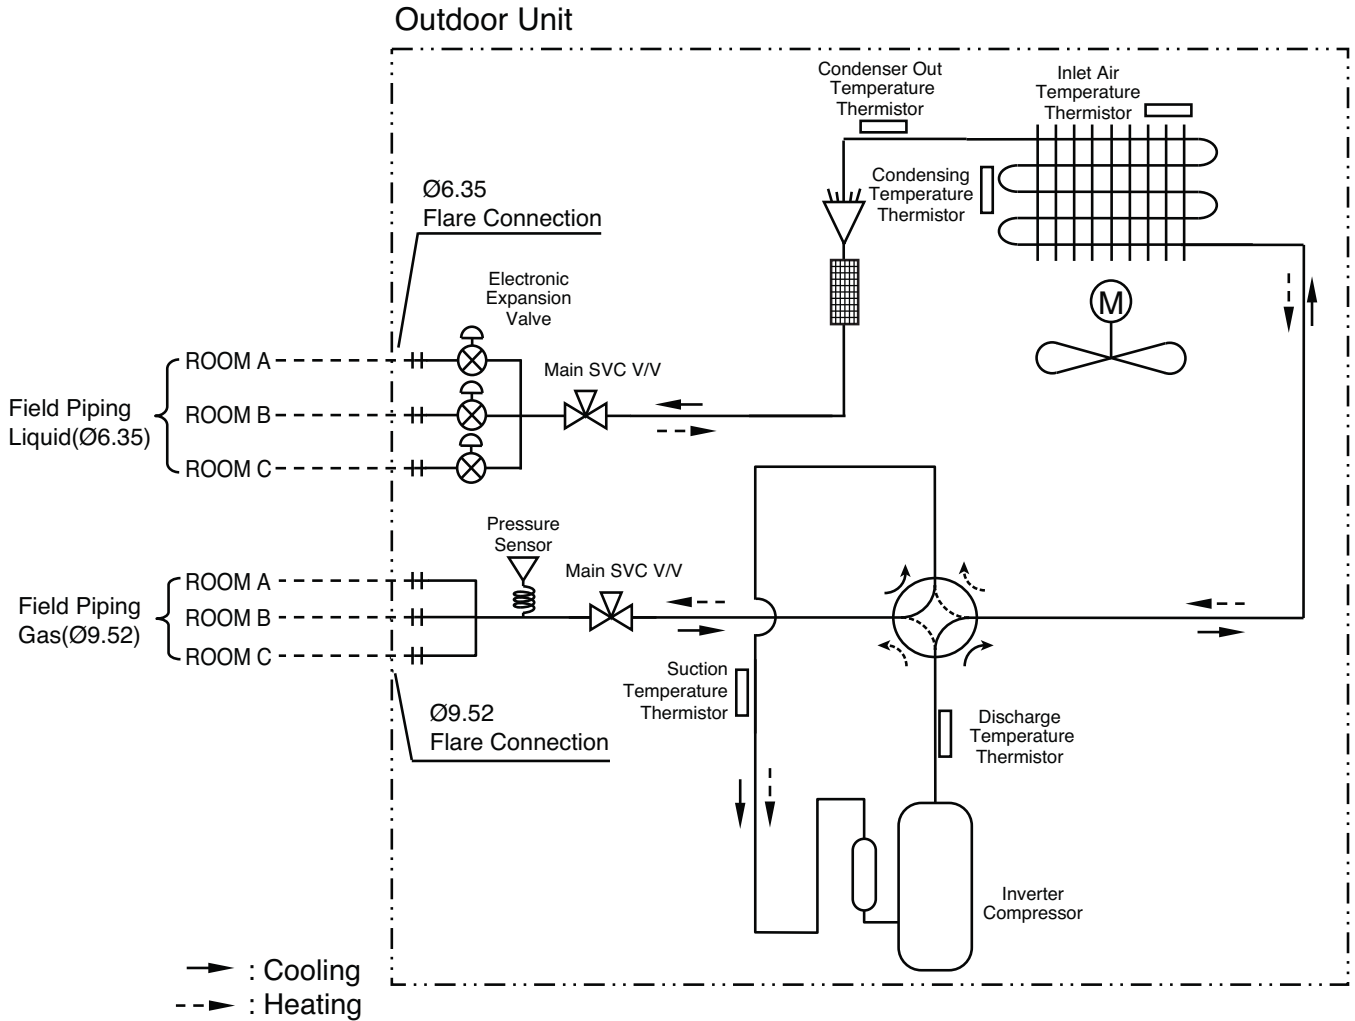 Outdoor Unit
Condenser Out
Temperature
Thermistor
Inlet Air
Temperature
Thermistor
Condensing
Temperature
Thermistor
Ø6.35
Flare Connection
Electronic
Expansion
Valve
M
Main SVC V/V
Field Piping
Liquid(Ø6.35)
ROOM A
ROOM B
ROOM C
Pressure
Sensor
Main SVC V/V
Field Piping
Gas(Ø9.52)
ROOM A
ROOM B
ROOM C
Suction
Temperature
Thermistor
Ø9.52
Flare Connection
Discharge
Temperature
Thermistor
Inverter
Compressor
: Cooling
: Heating